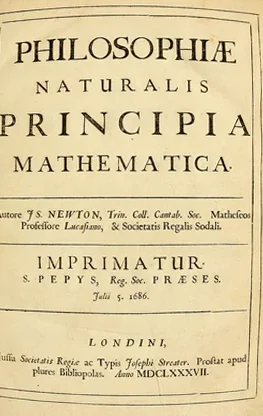 PHILOSOPHIÆ
NATURALIS
PRINCIPIA
MATHEMATICA.
Autore JS. NEWTON, Trin. Coll. Cantab. Soc. Matheseos
Professore Lucasiano, & Societatis Regalis Sodali.
IMPRIMATUR.
S. PEPYS, Reg. Soc. PRÆSES.
Julii 5. 1686.
LONDINI,
Jussu Societatis Regiæ ac Typis Josephi Streater. Prostat apud
plures Bibliopolas. Anno MDCLXXXVII.